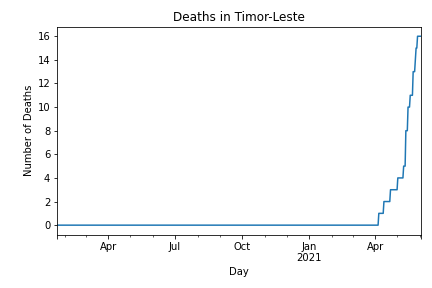 Deaths in Timor-Leste
Number of Deaths
16
14
12
10
8
6
4
2
0
Apr
Jul
Oct
Jan
2021
Apr
Day